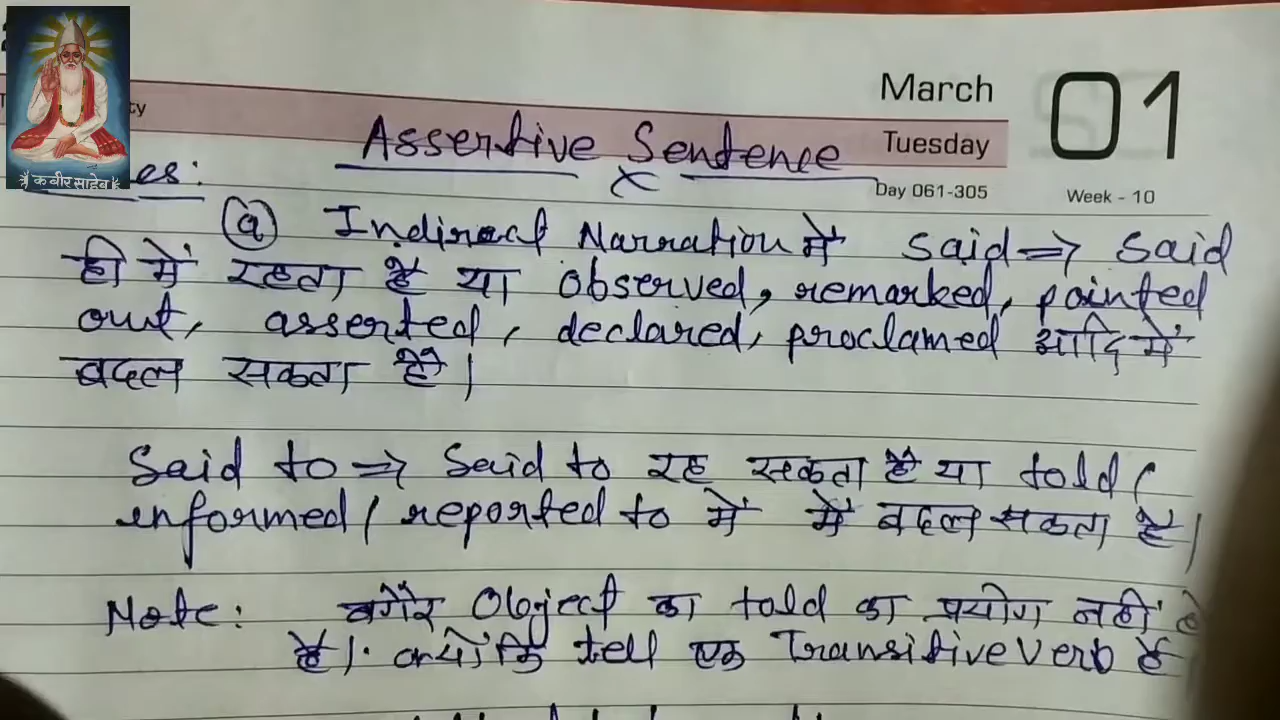 March
01
Tuesday
Day 061-305
Week - 10
Assertive Sentence
es:
(a) Indirect Narration में said ⇒ said
ही में रहता है या observed, remarked, pointed
out, asserted, declared, proclamed आदि में
बदल सकता है।
Said to ⇒ Said to रह सकता है या told /
informed / reported to में में बदल सकता है।
Note: बगैर Object का told का प्रयोग नहीं
है। क्योंकि tell एक Transitive Verb है
कबीर साहेब